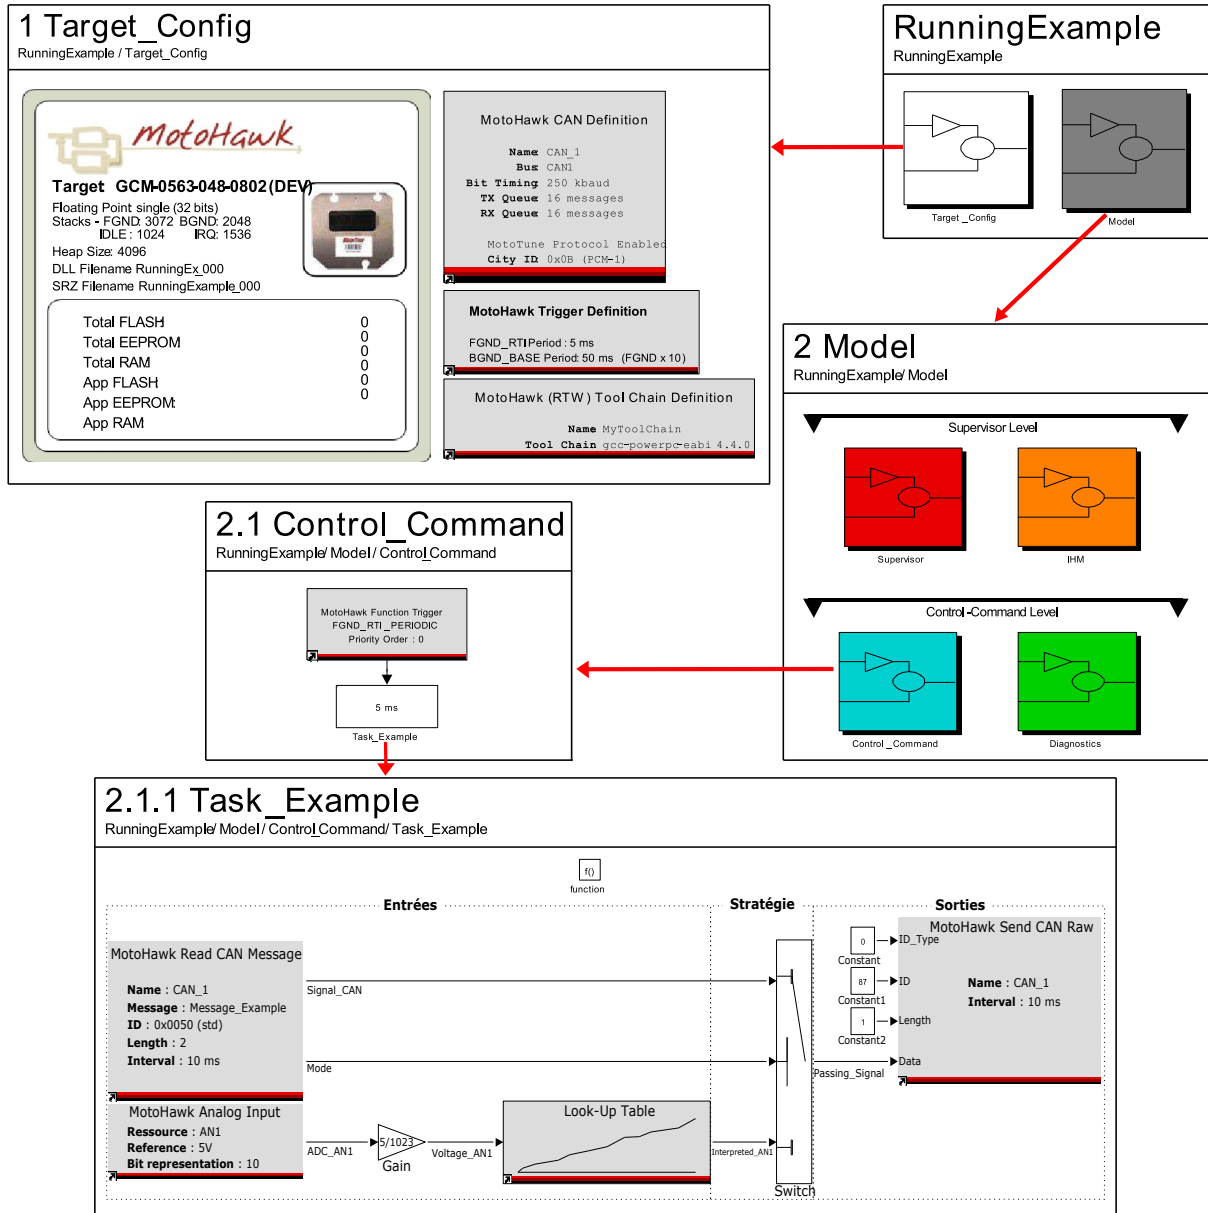 1 Target_Config
RunningExample / Target_Config
MotoHawk
Target: GCM-0563-048-0802 (DEV)
Floating Point: single (32 bits)
Stacks - FGND: 3072 BGND: 2048
IDLE : 1024 IRQ: 1536
Heap Size: 4096
DLL Filename: RunningEx_000
SRZ Filename: RunningExample_000
Total FLASH: 0
Total EEPROM: 0
Total RAM: 0
App FLASH: 0
App EEPROM: 0
App RAM: 0
MotoHawk CAN Definition
Name: CAN_1
Bus: CAN1
Bit Timing: 250 kbaud
TX Queue: 16 messages
RX Queue: 16 messages
MotoTune Protocol Enabled
City ID: 0x0B (PCM-1)
MotoHawk Trigger Definition
FGND_RTI Period : 5 ms
BGND_BASE Period: 50 ms (FGND x 10)
MotoHawk (RTW ) Tool Chain Definition
Name MyToolChain
Tool Chain gcc-powerpc-eabi 4.4.0
RunningExample
RunningExample
Target _Config
Model
2 Model
RunningExample/ Model
Supervisor Level
Supervisor
IHM
Control -Command Level
Control _Command
Diagnostics
2.1 Control_Command
RunningExample/ Model / Control_Command
MotoHawk Function Trigger
FGND_RTI _PERIODIC
Priority Order : 0
5 ms
Task_Example
2.1.1 Task_Example
RunningExample/ Model / Control_Command/ Task_Example
f()
function
Entrées
Stratégie
Sorties
MotoHawk Read CAN Message
Name : CAN_1
Message : Message_Example
ID : 0x0050 (std)
Length : 2
Interval : 10 ms
Signal_CAN
Mode
MotoHawk Analog Input
Ressource : AN1
Reference : 5V
Bit representation : 10
ADC_AN1
5/1023
Gain
Voltage_AN1
Look-Up Table
Interpreted_AN1
Switch
Passing_Signal
0
Constant
87
Constant1
1
Constant2
MotoHawk Send CAN Raw
ID_Type
ID
Length
Data
Name : CAN_1
Interval : 10 ms